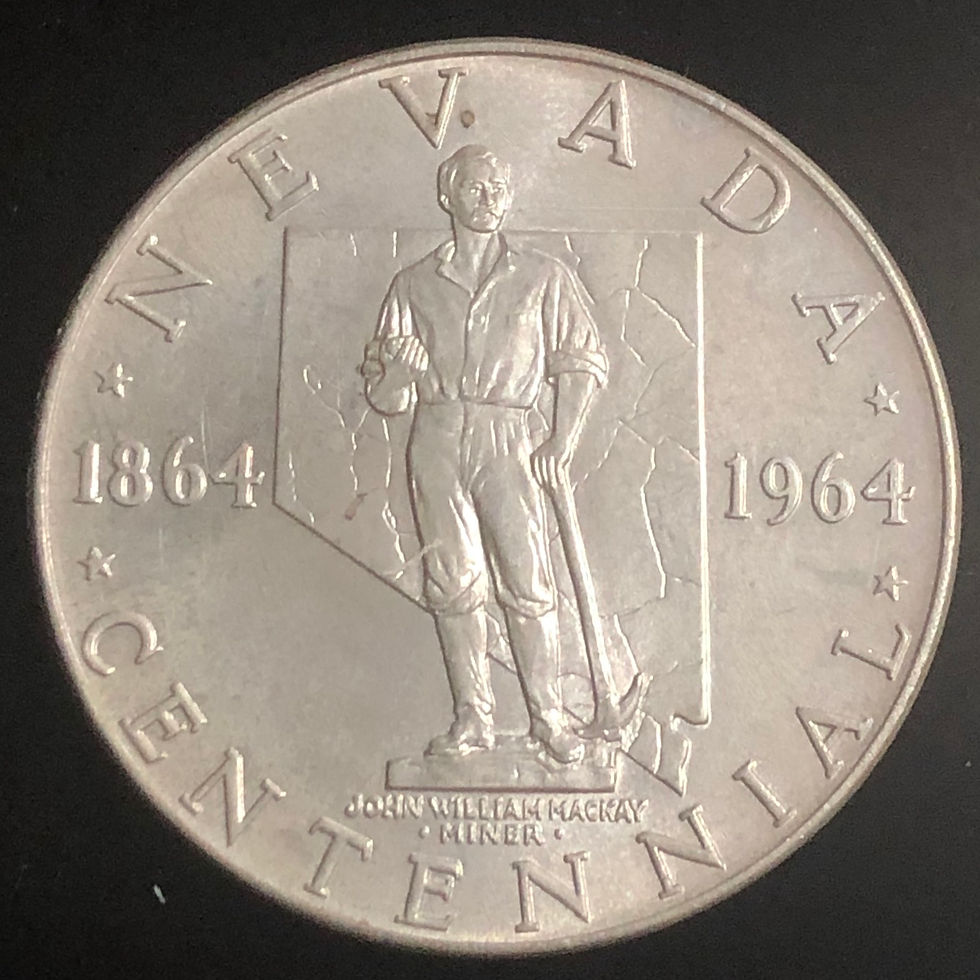 NEVADA
1864 1964
JOHN WILLIAM MACKAY
· MINER ·
CENTENNIAL